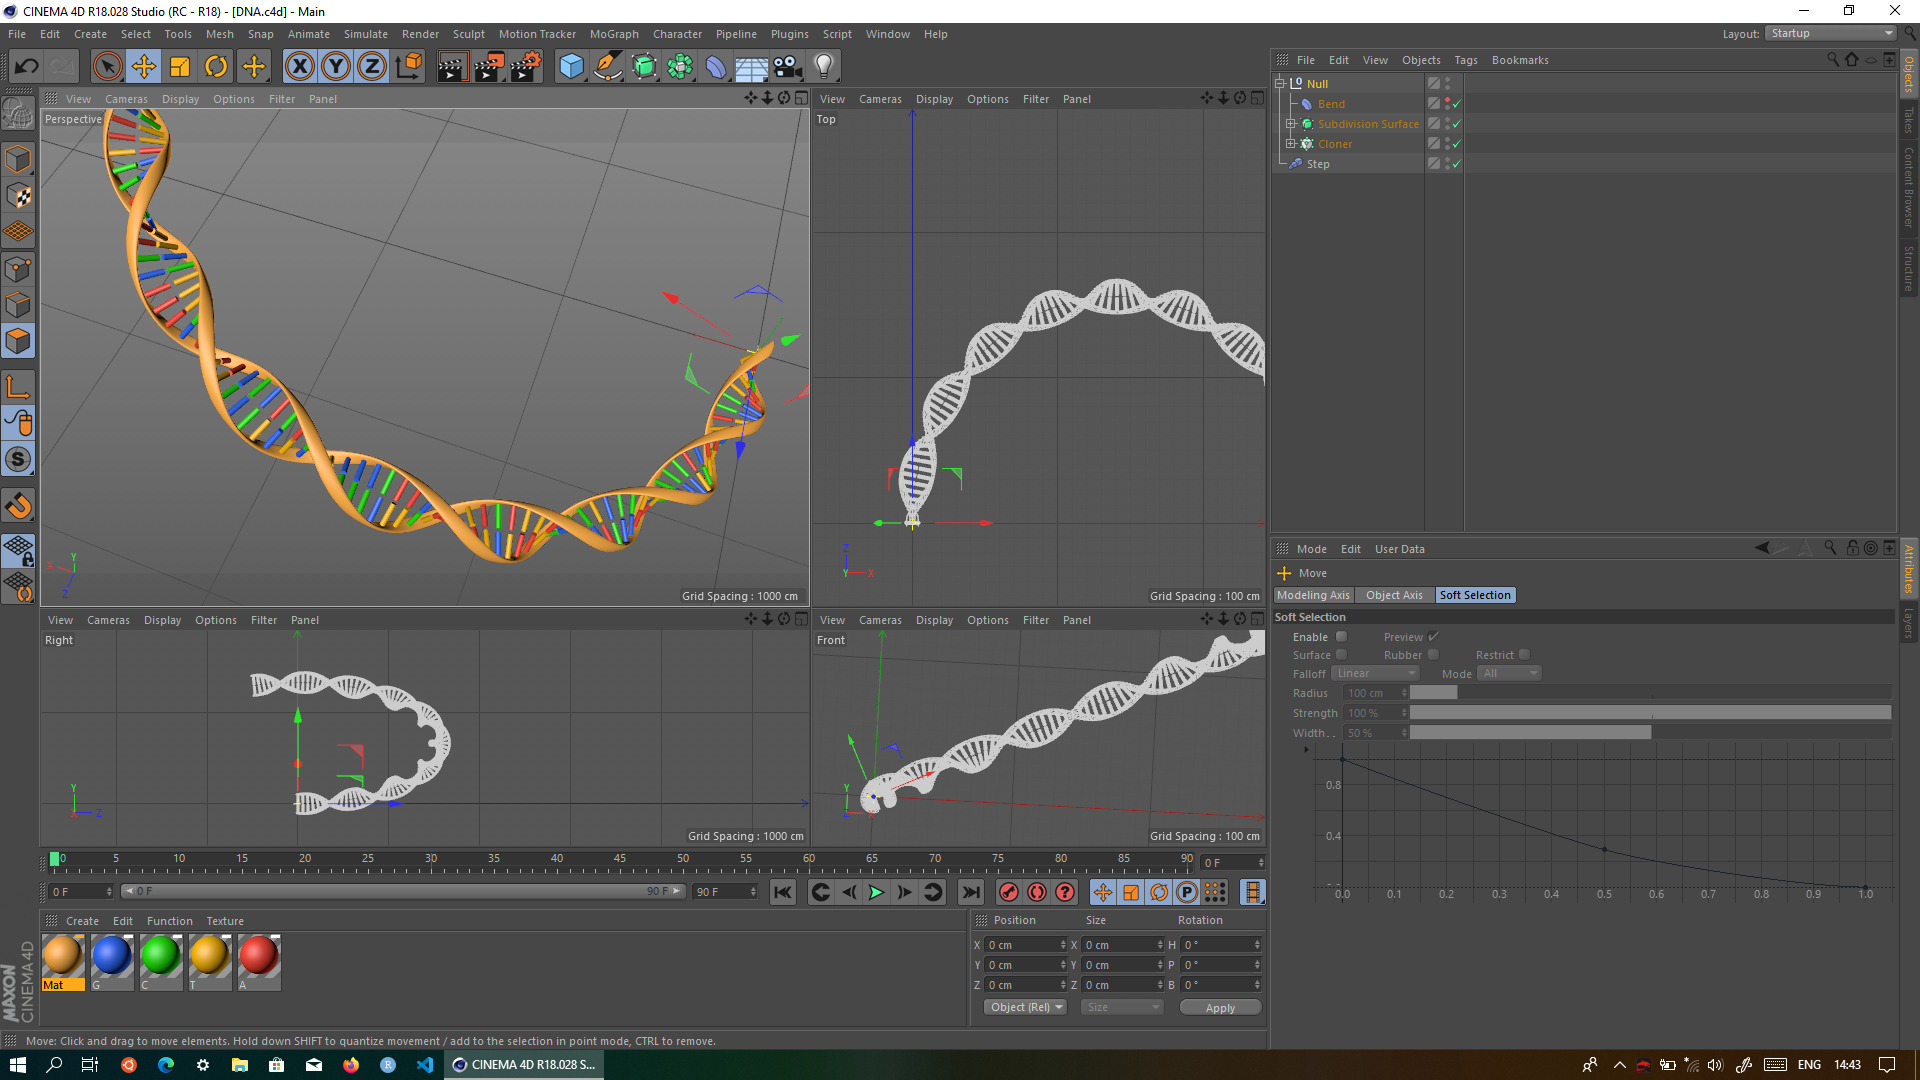 CINEMA 4D R18.028 Studio (RC - R18) - [DNA.c4d] - Main
File Edit Create Select Tools Mesh Snap Animate Simulate Render Sculpt Motion Tracker MoGraph Character Pipeline Plugins Script Window Help
Layout: Startup
File Edit View Objects Tags Bookmarks
Null
Bend
Subdivision Surface
Cloner
Step
Objects
Takes
Content Browser
Structure
View Cameras Display Options Filter Panel
Perspective
Grid Spacing : 1000 cm
X Y Z
View Cameras Display Options Filter Panel
Top
Z
Y X
Grid Spacing : 100 cm
View Cameras Display Options Filter Panel
Right
Y
X Z
Grid Spacing : 1000 cm
View Cameras Display Options Filter Panel
Front
Y
Z X
Grid Spacing : 100 cm
Mode Edit User Data
Move
Modeling Axis Object Axis Soft Selection
Soft Selection
Enable Preview
Surface Rubber Restrict
Falloff Linear Mode All
Radius 100 cm
Strength 100 %
Width.. 50 %
0.8
0.4
0.0 0.1 0.2 0.3 0.4 0.5 0.6 0.7 0.8 0.9 1.0
Attributes
Layers
0 5 10 15 20 25 30 35 40 45 50 55 60 65 70 75 80 85 90 0 F
0 F 0 F 90 F 90 F
Create Edit Function Texture
Mat G C T A
Position Size Rotation
X 0 cm X 0 cm H 0 °
Y 0 cm Y 0 cm P 0 °
Z 0 cm Z 0 cm B 0 °
Object (Rel) Size Apply
MAXON
CINEMA 4D
Move: Click and drag to move elements. Hold down SHIFT to quantize movement / add to the selection in point mode, CTRL to remove.
CINEMA 4D R18.028 S...
ENG 14:43